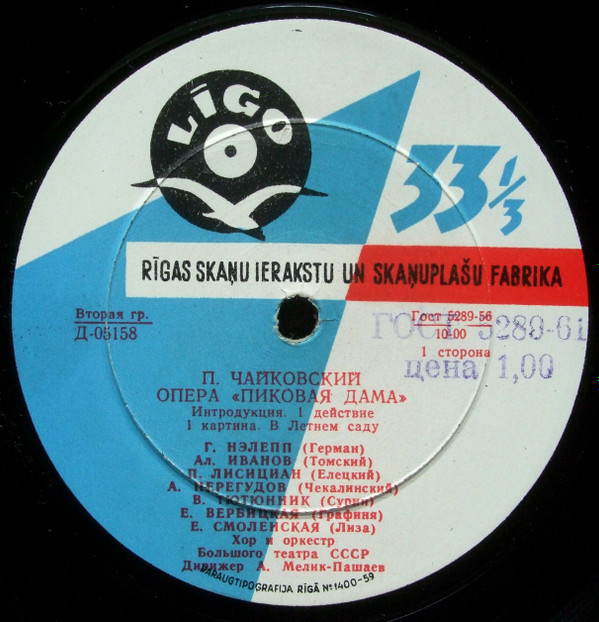 LĪGO
33 1/3
RĪGAS SKAŅU IERAKSTU UN SKAŅUPLAŠU FABRIKA
Вторая гр.
Д-05158
Гост 5289-56
10-00
1 сторона
ГОСТ 5289-61
цена 1,00
П. ЧАЙКОВСКИЙ
ОПЕРА «ПИКОВАЯ ДАМА»
Интродукция. 1 действие
1 картина. В Летнем саду
Г. НЭЛЕПП (Герман)
Ал. ИВАНОВ (Томский)
П. ЛИСИЦИАН (Елецкий)
А. ПЕРЕГУДОВ (Чекалинский)
В. ТЮТЮННИК (Сурин)
Е. ВЕРБИЦКАЯ (Графиня)
Е. СМОЛЕНСКАЯ (Лиза)
Хор и оркестр
Большого театра СССР
Дирижер А. Мелик-Пашаев
PARAUGTIPOGRAFIJA RĪGĀ №1400-59